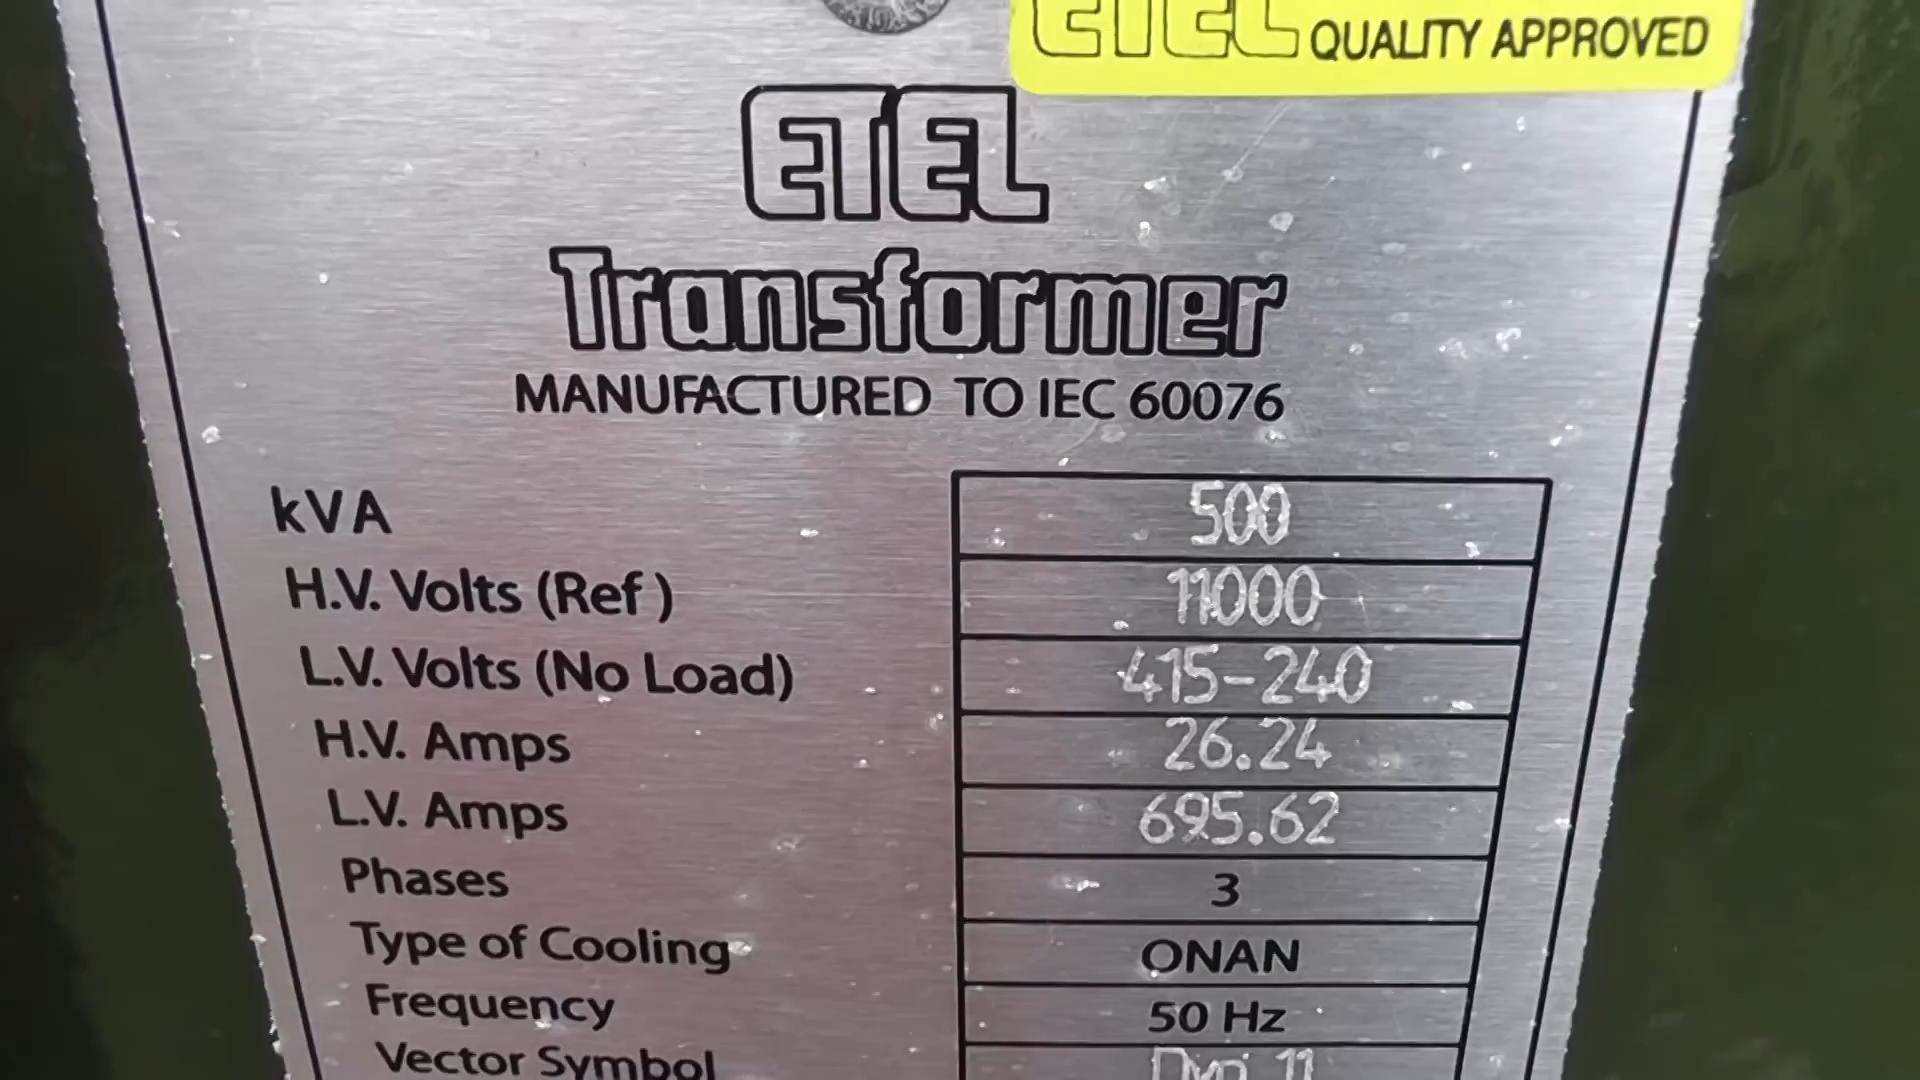 ETEL QUALITY APPROVED
ETEL
Transformer
MANUFACTURED TO IEC 60076
kVA 500
H.V. Volts (Ref) 11000
L.V. Volts (No Load) 415-240
H.V. Amps 26.24
L.V. Amps 695.62
Phases 3
Type of Cooling ONAN
Frequency 50 Hz
Vector Symbol 11